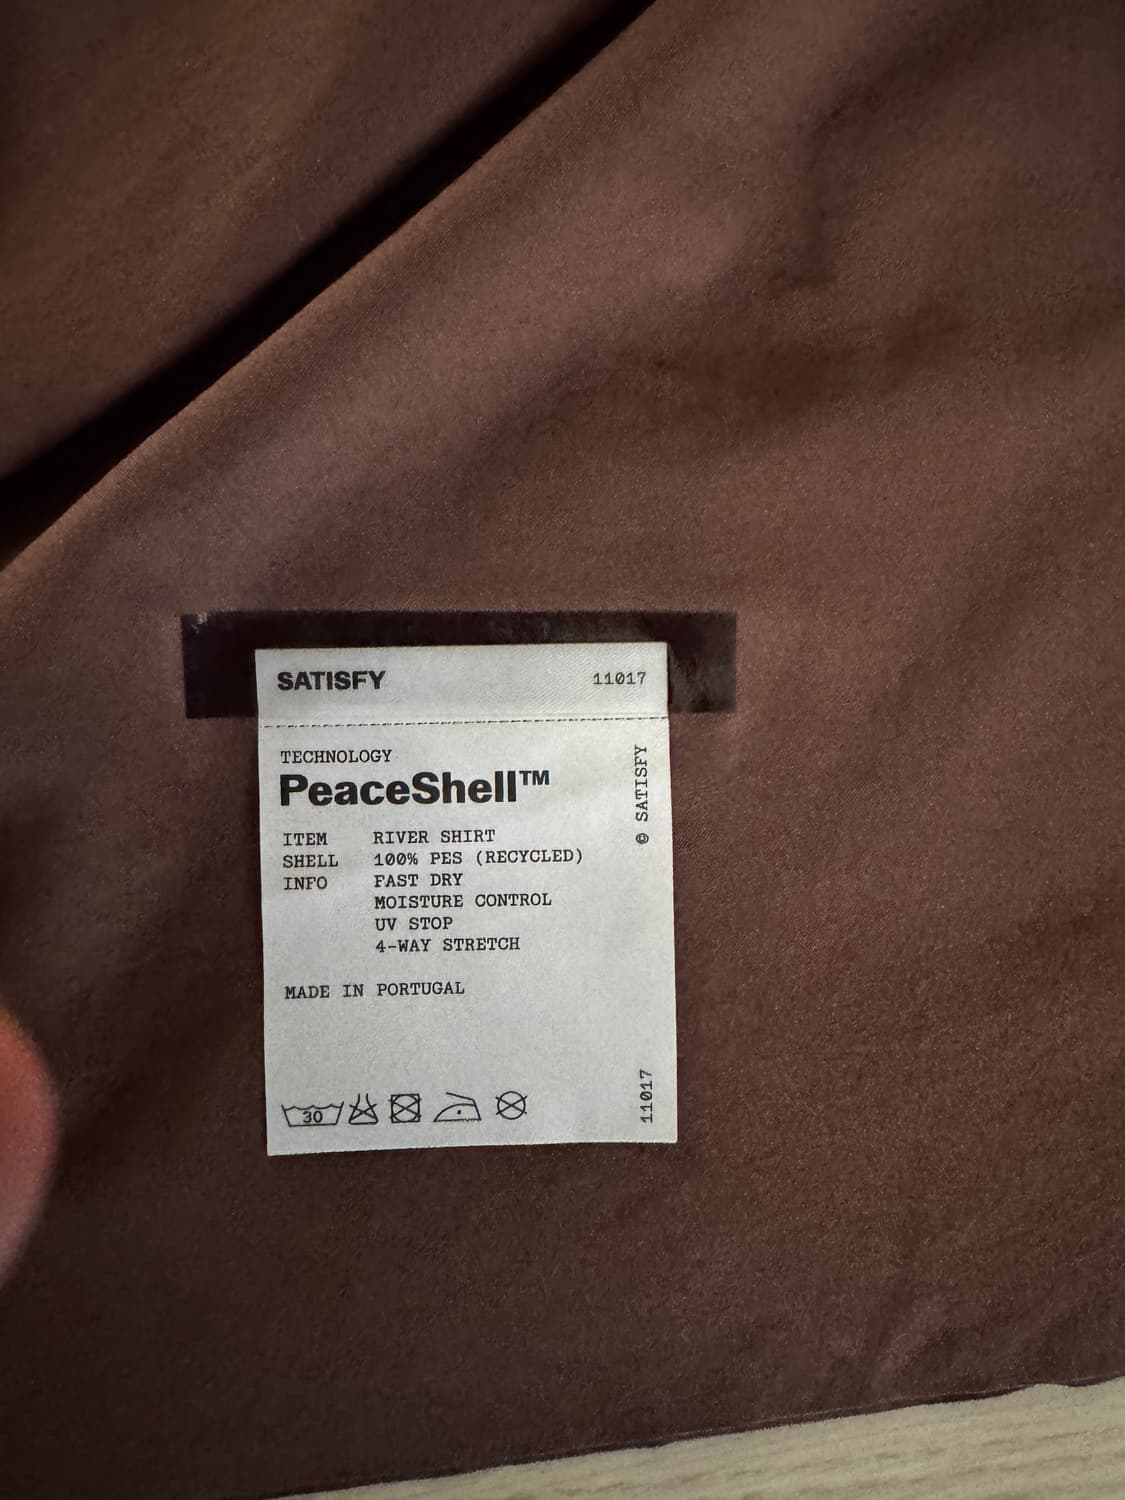 SATISFY 11017
TECHNOLOGY
PeaceShell™
ITEM RIVER SHIRT
SHELL 100% PES (RECYCLED)
INFO FAST DRY
MOISTURE CONTROL
UV STOP
4-WAY STRETCH
MADE IN PORTUGAL
30
© SATISFY
11017